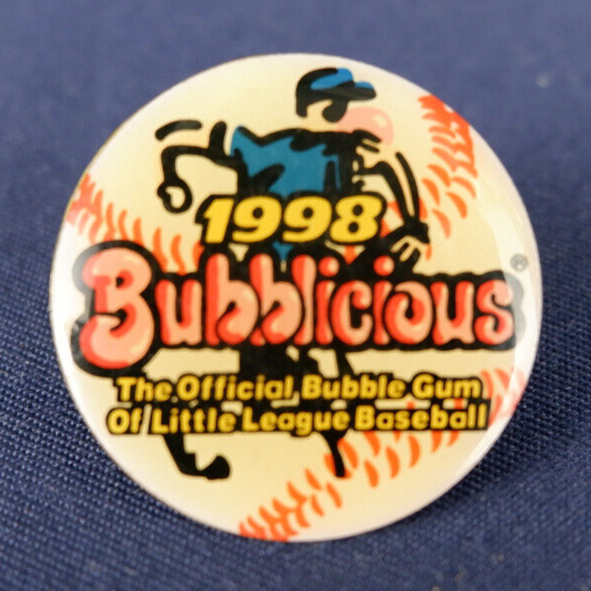 1998
Bubblicious®
The Official Bubble Gum
Of Little League Baseball